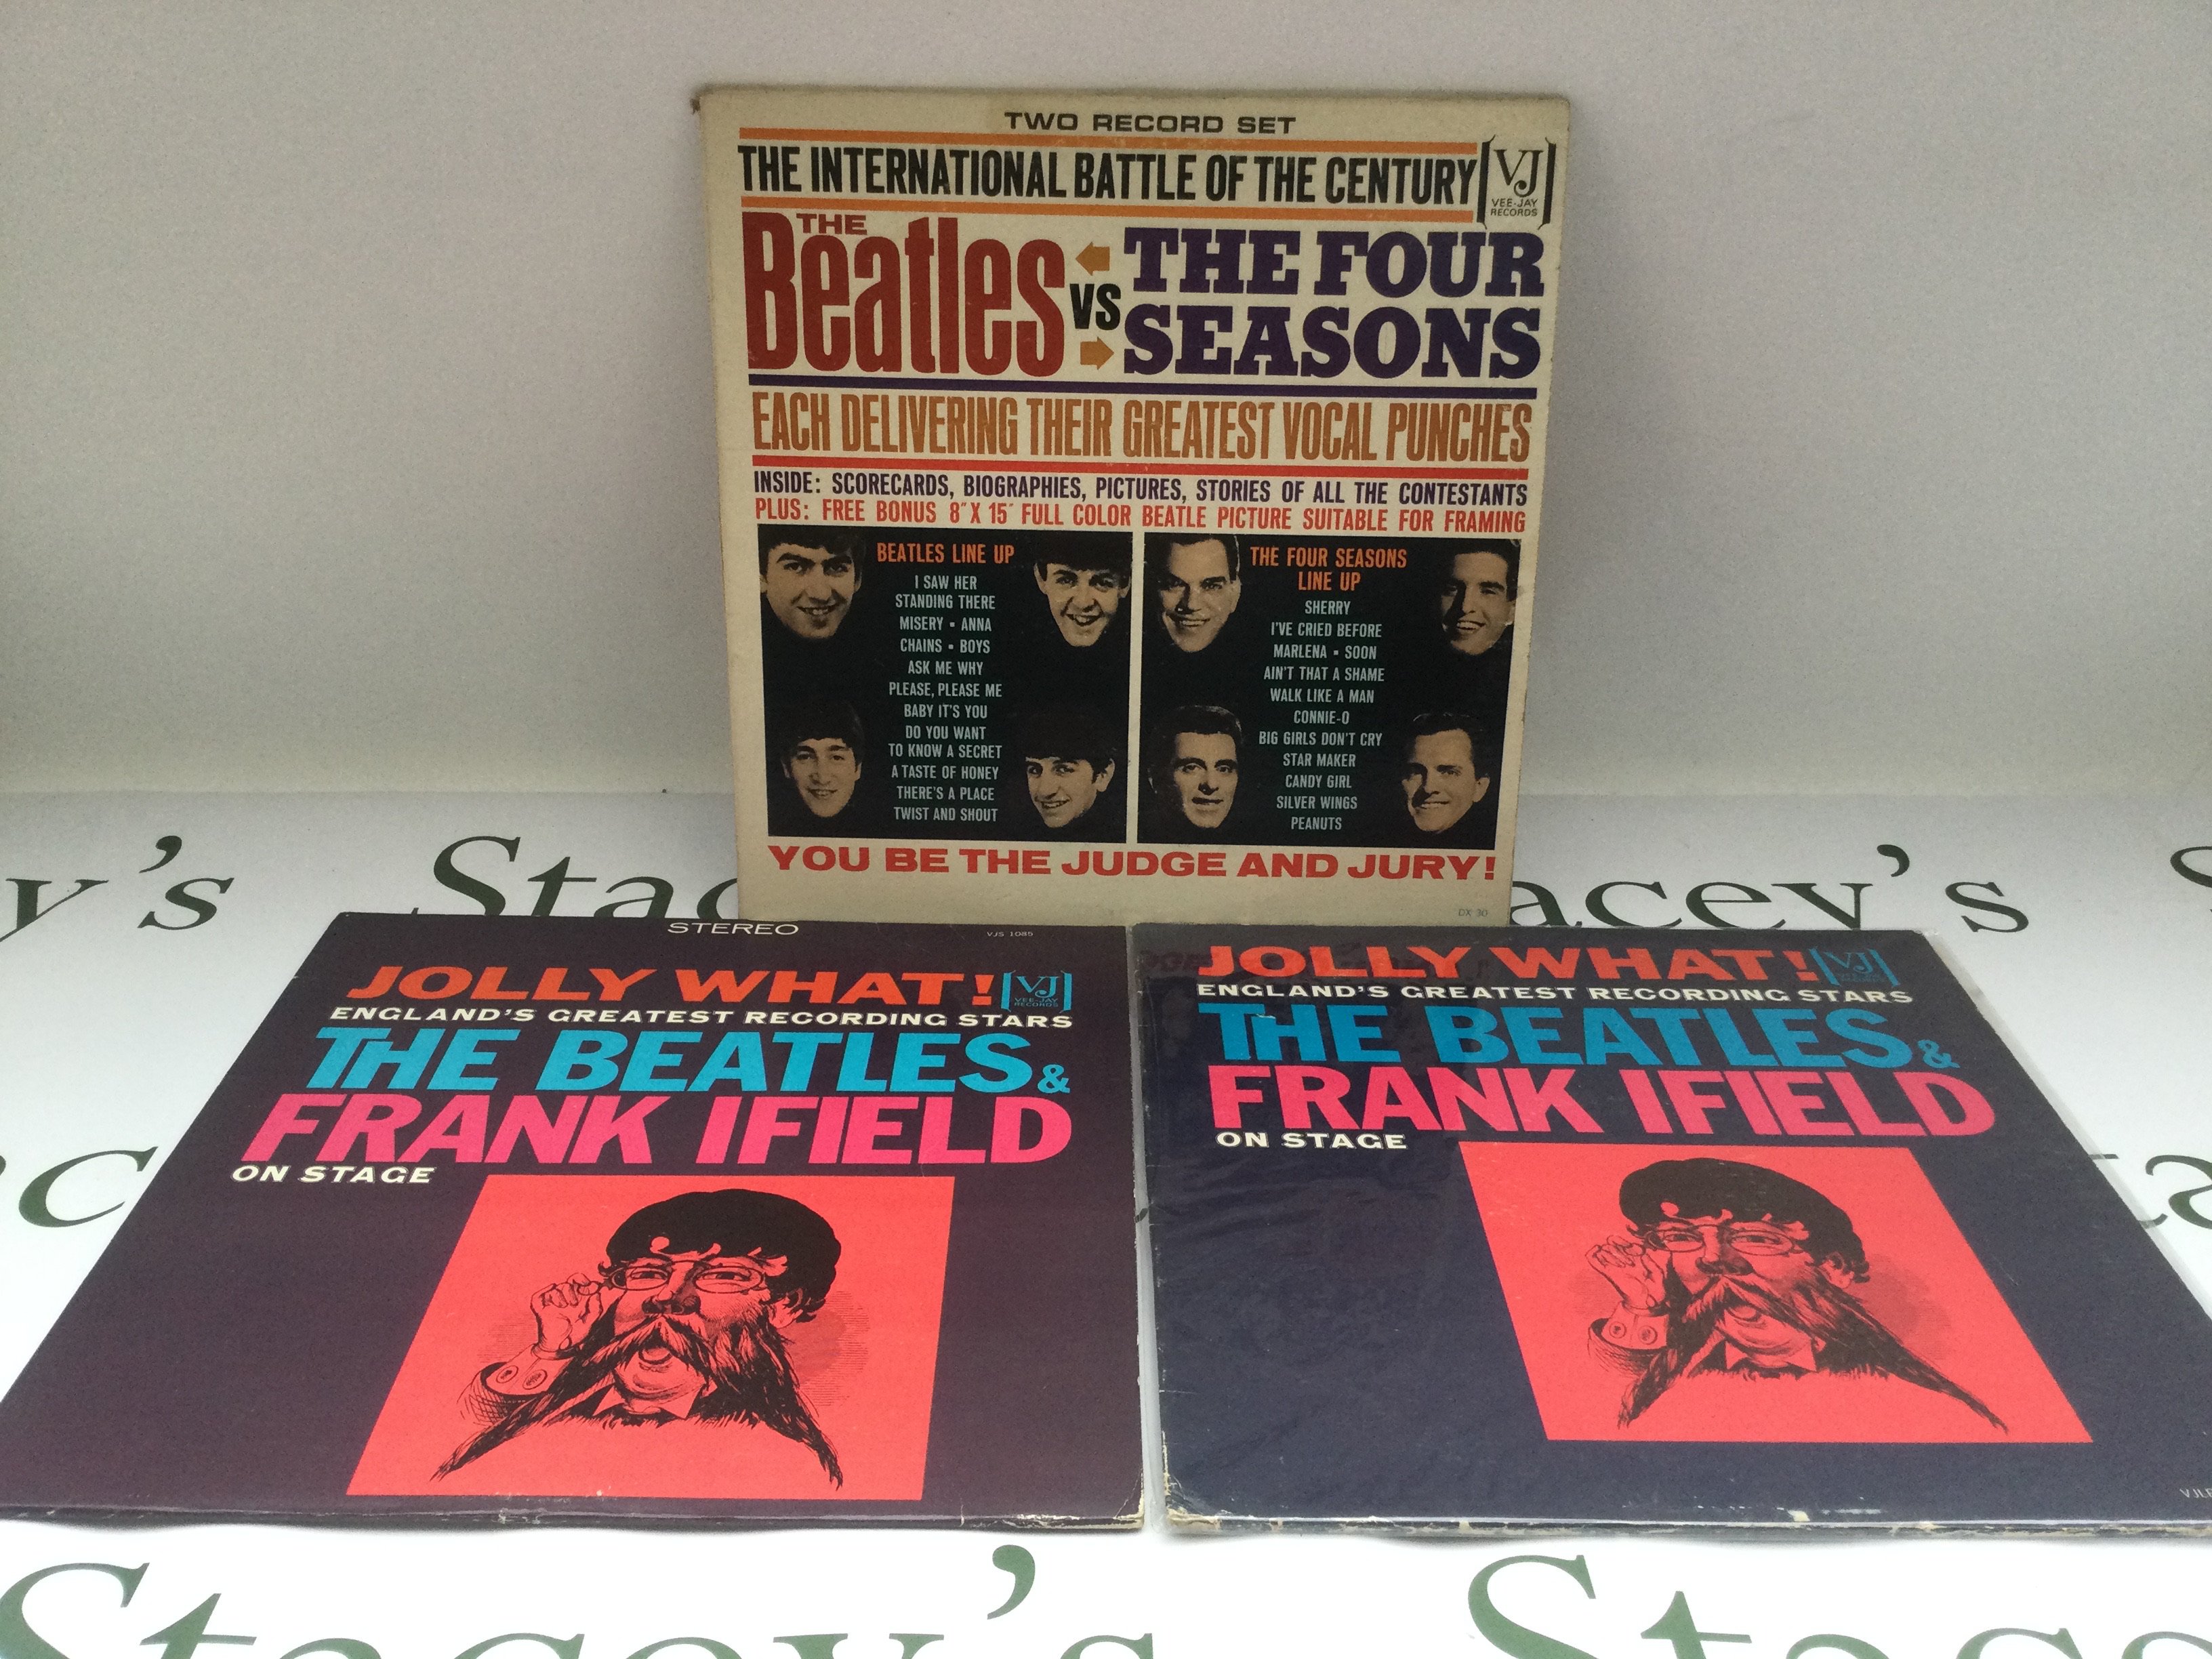 TWO RECORD SET
THE INTERNATIONAL BATTLE OF THE CENTURY
VJ
VEE-JAY
RECORDS
THE
Beatles
VS
THE FOUR
SEASONS
EACH DELIVERING THEIR GREATEST VOCAL PUNCHES
INSIDE: SCORECARDS, BIOGRAPHIES, PICTURES, STORIES OF ALL THE CONTESTANTS
PLUS: FREE BONUS 8" X 15" FULL COLOR BEATLE PICTURE SUITABLE FOR FRAMING
BEATLES LINE UP
I SAW HER
STANDING THERE
MISERY • ANNA
CHAINS • BOYS
ASK ME WHY
PLEASE, PLEASE ME
BABY IT'S YOU
DO YOU WANT
TO KNOW A SECRET
A TASTE OF HONEY
THERE'S A PLACE
TWIST AND SHOUT
THE FOUR SEASONS
LINE UP
SHERRY
I'VE CRIED BEFORE
MARLENA • SOON
AIN'T THAT A SHAME
WALK LIKE A MAN
CONNIE-O
BIG GIRLS DON'T CRY
STAR MAKER
CANDY GIRL
SILVER WINGS
PEANUTS
YOU BE THE JUDGE AND JURY!
DX 30
y's Stac acey's S
STEREO
VJS 1085
JOLLY WHAT!
VJ
VEE-JAY
RECORDS
ENGLAND'S GREATEST RECORDING STARS
THE BEATLES &
FRANK IFIELD
ON STAGE
JOLLY WHAT!
VJ
ENGLAND'S GREATEST RECORDING STARS
THE BEATLES &
FRANK IFIELD
ON STAGE
VJL
c ta
Stacey's Stace